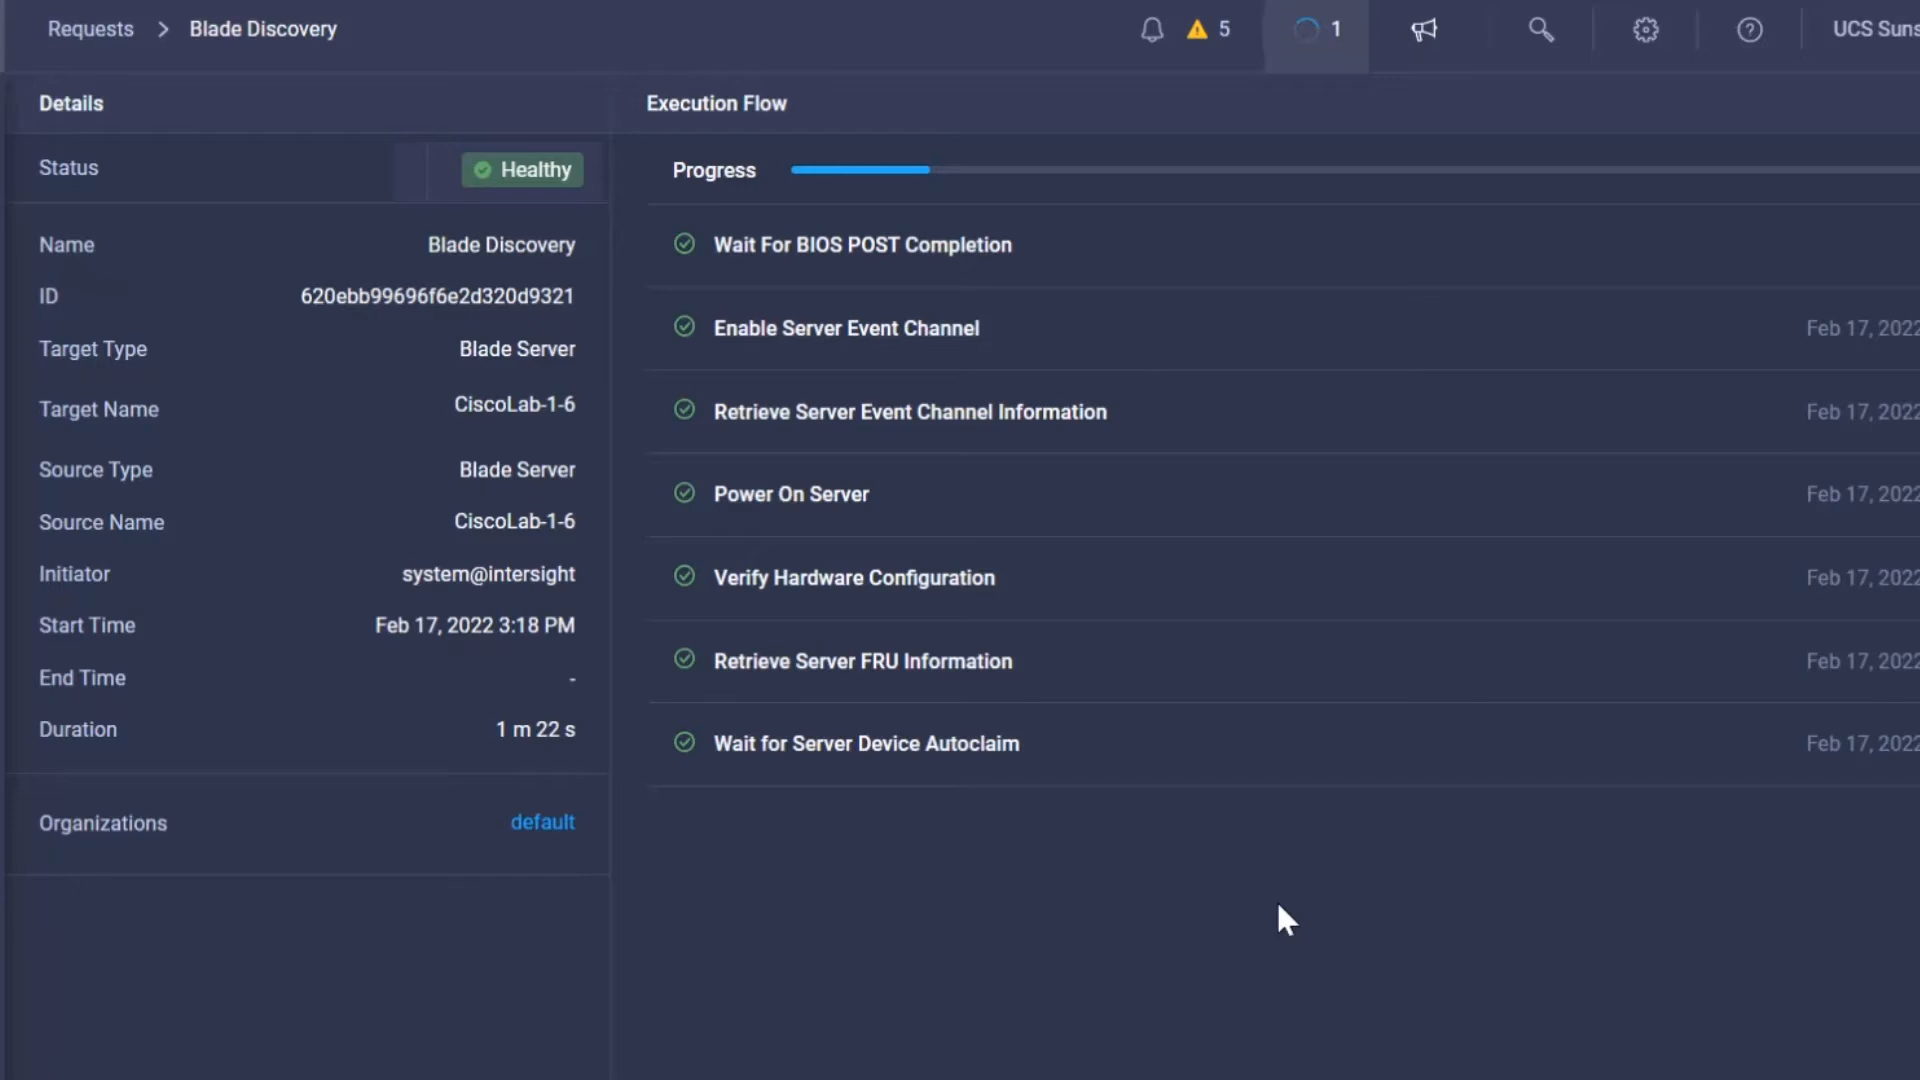 Requests > Blade Discovery
5
1
UCS Suns
Details
Status
Healthy
Name
Blade Discovery
ID
620ebb99696f6e2d320d9321
Target Type
Blade Server
Target Name
CiscoLab-1-6
Source Type
Blade Server
Source Name
CiscoLab-1-6
Initiator
system@intersight
Start Time
Feb 17, 2022 3:18 PM
End Time
-
Duration
1 m 22 s
Organizations
default
Execution Flow
Progress
Wait For BIOS POST Completion
Enable Server Event Channel
Feb 17, 2022
Retrieve Server Event Channel Information
Feb 17, 2022
Power On Server
Feb 17, 2022
Verify Hardware Configuration
Feb 17, 2022
Retrieve Server FRU Information
Feb 17, 2022
Wait for Server Device Autoclaim
Feb 17, 2022